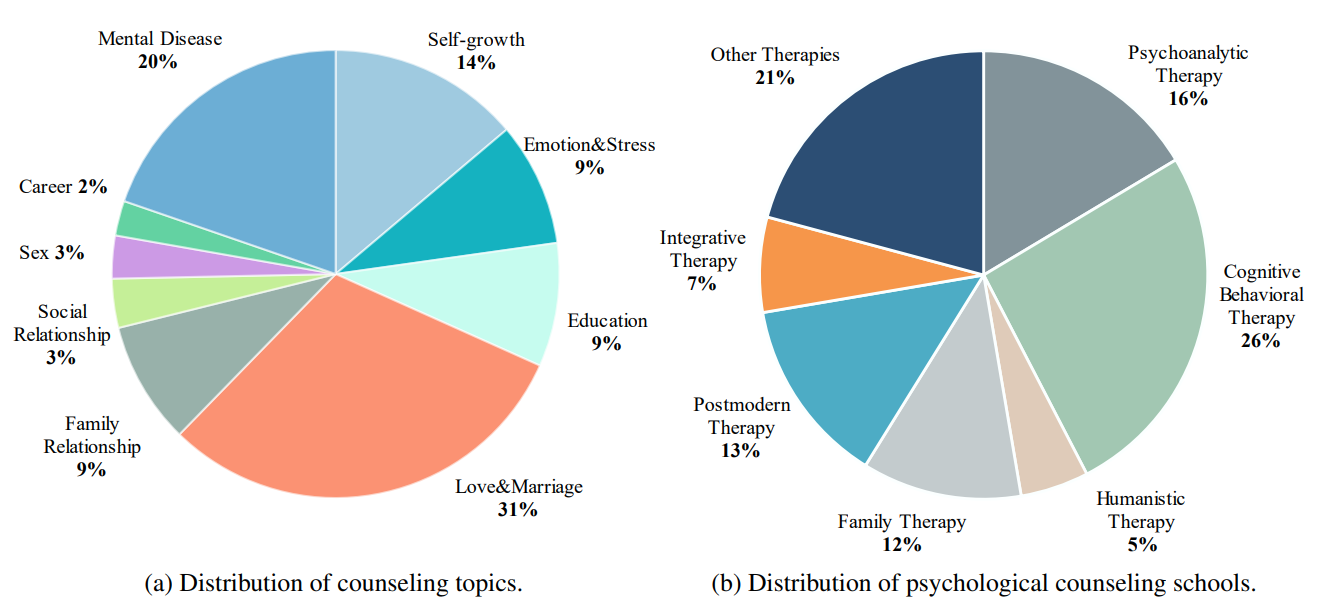 Mental Disease
20%
Self-growth
14%
Emotion&Stress
9%
Career 2%
Sex 3%
Social
Relationship
3%
Education
9%
Family
Relationship
9%
Love&Marriage
31%
(a) Distribution of counseling topics.
Other Therapies
21%
Psychoanalytic
Therapy
16%
Integrative
Therapy
7%
Cognitive
Behavioral
Therapy
26%
Postmodern
Therapy
13%
Family Therapy
12%
Humanistic
Therapy
5%
(b) Distribution of psychological counseling schools.